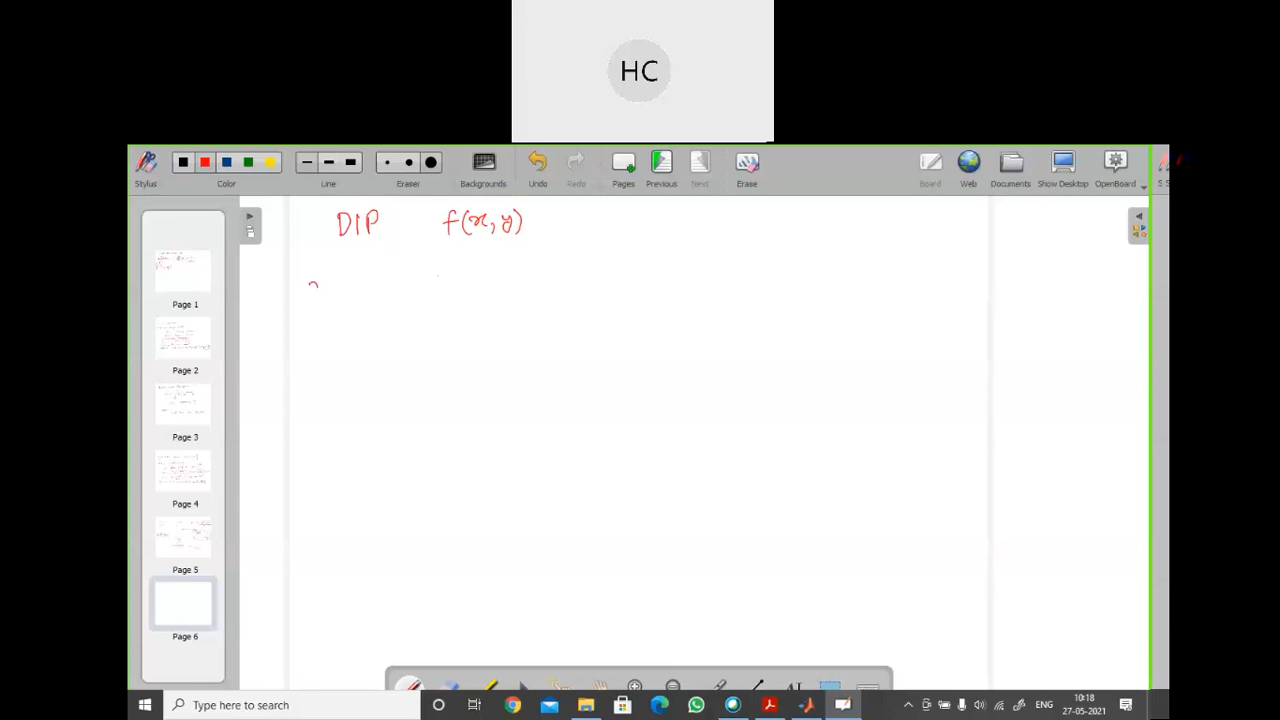 HC
Stylus Color Line Eraser Backgrounds Undo Redo Pages Previous Next Erase Board Web Documents Show Desktop OpenBoard
DIP f(x,y)
Page 1
Page 2
Page 3
Page 4
Page 5
Page 6
Type here to search
ENG
10:18
27-05-2021